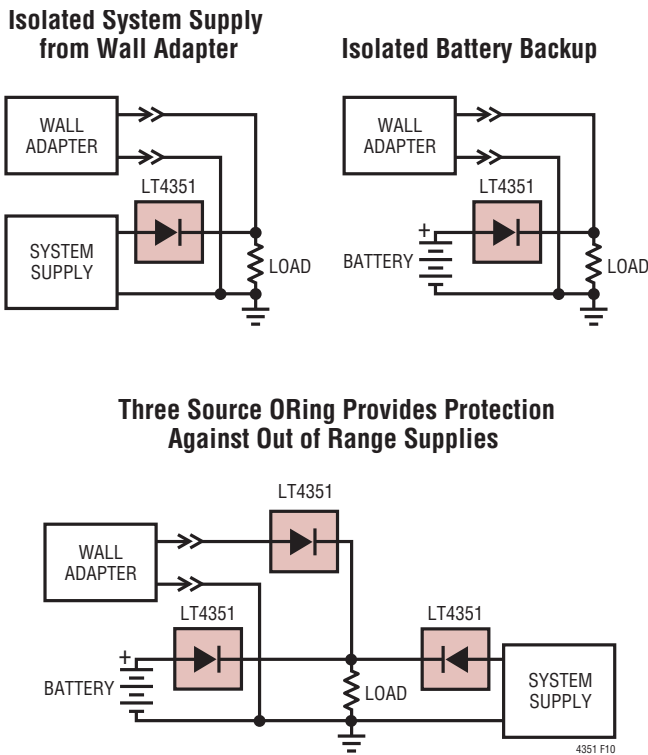 Isolated System Supply
from Wall Adapter
WALL
ADAPTER
LT4351
SYSTEM
SUPPLY
LOAD
Isolated Battery Backup
WALL
ADAPTER
LT4351
+
BATTERY
LOAD
Three Source ORing Provides Protection
Against Out of Range Supplies
LT4351
WALL
ADAPTER
LT4351
LT4351
+
BATTERY
LOAD
SYSTEM
SUPPLY
4351 F10